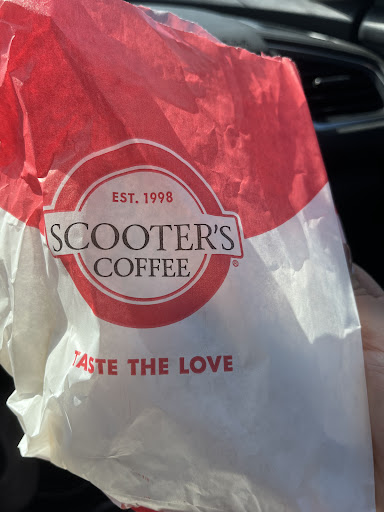 EST. 1998
SCOOTER'S
COFFEE
®
TASTE THE LOVE